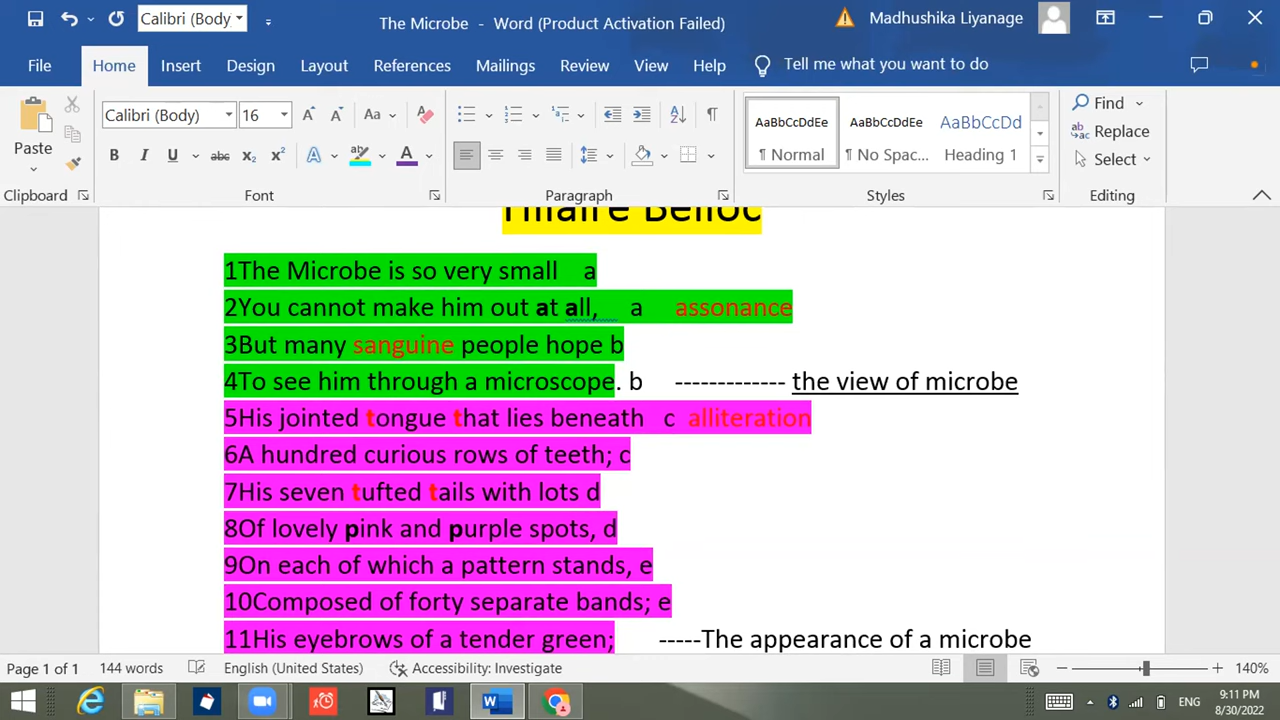 Calibri (Body
The Microbe - Word (Product Activation Failed)
Madhushika Liyanage
File Home Insert Design Layout References Mailings Review View Help Tell me what you want to do
Paste
Calibri (Body) 16
AaBbCcDdEe AaBbCcDdEe AaBbCcDd
¶ Normal ¶ No Spac... Heading 1
Find
Replace
Select
Clipboard Font Paragraph Styles Editing
Hilaire Belloc
1The Microbe is so very small a
2You cannot make him out at all, a assonance
3But many sanguine people hope b
4To see him through a microscope. b ------------- the view of microbe
5His jointed tongue that lies beneath c alliteration
6A hundred curious rows of teeth; c
7His seven tufted tails with lots d
8Of lovely pink and purple spots, d
9On each of which a pattern stands, e
10Composed of forty separate bands; e
11His eyebrows of a tender green; -----The appearance of a microbe
Page 1 of 1 144 words English (United States) Accessibility: Investigate 140%
ENG
9:11 PM
8/30/2022